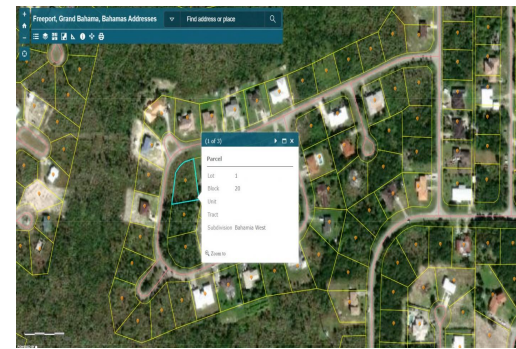 Freeport, Grand Bahama, Bahamas Addresses
Find address or place
(1 of 3)
Parcel
Lot 1
Block 20
Unit
Tract
Subdivision Bahamia West
Zoom to